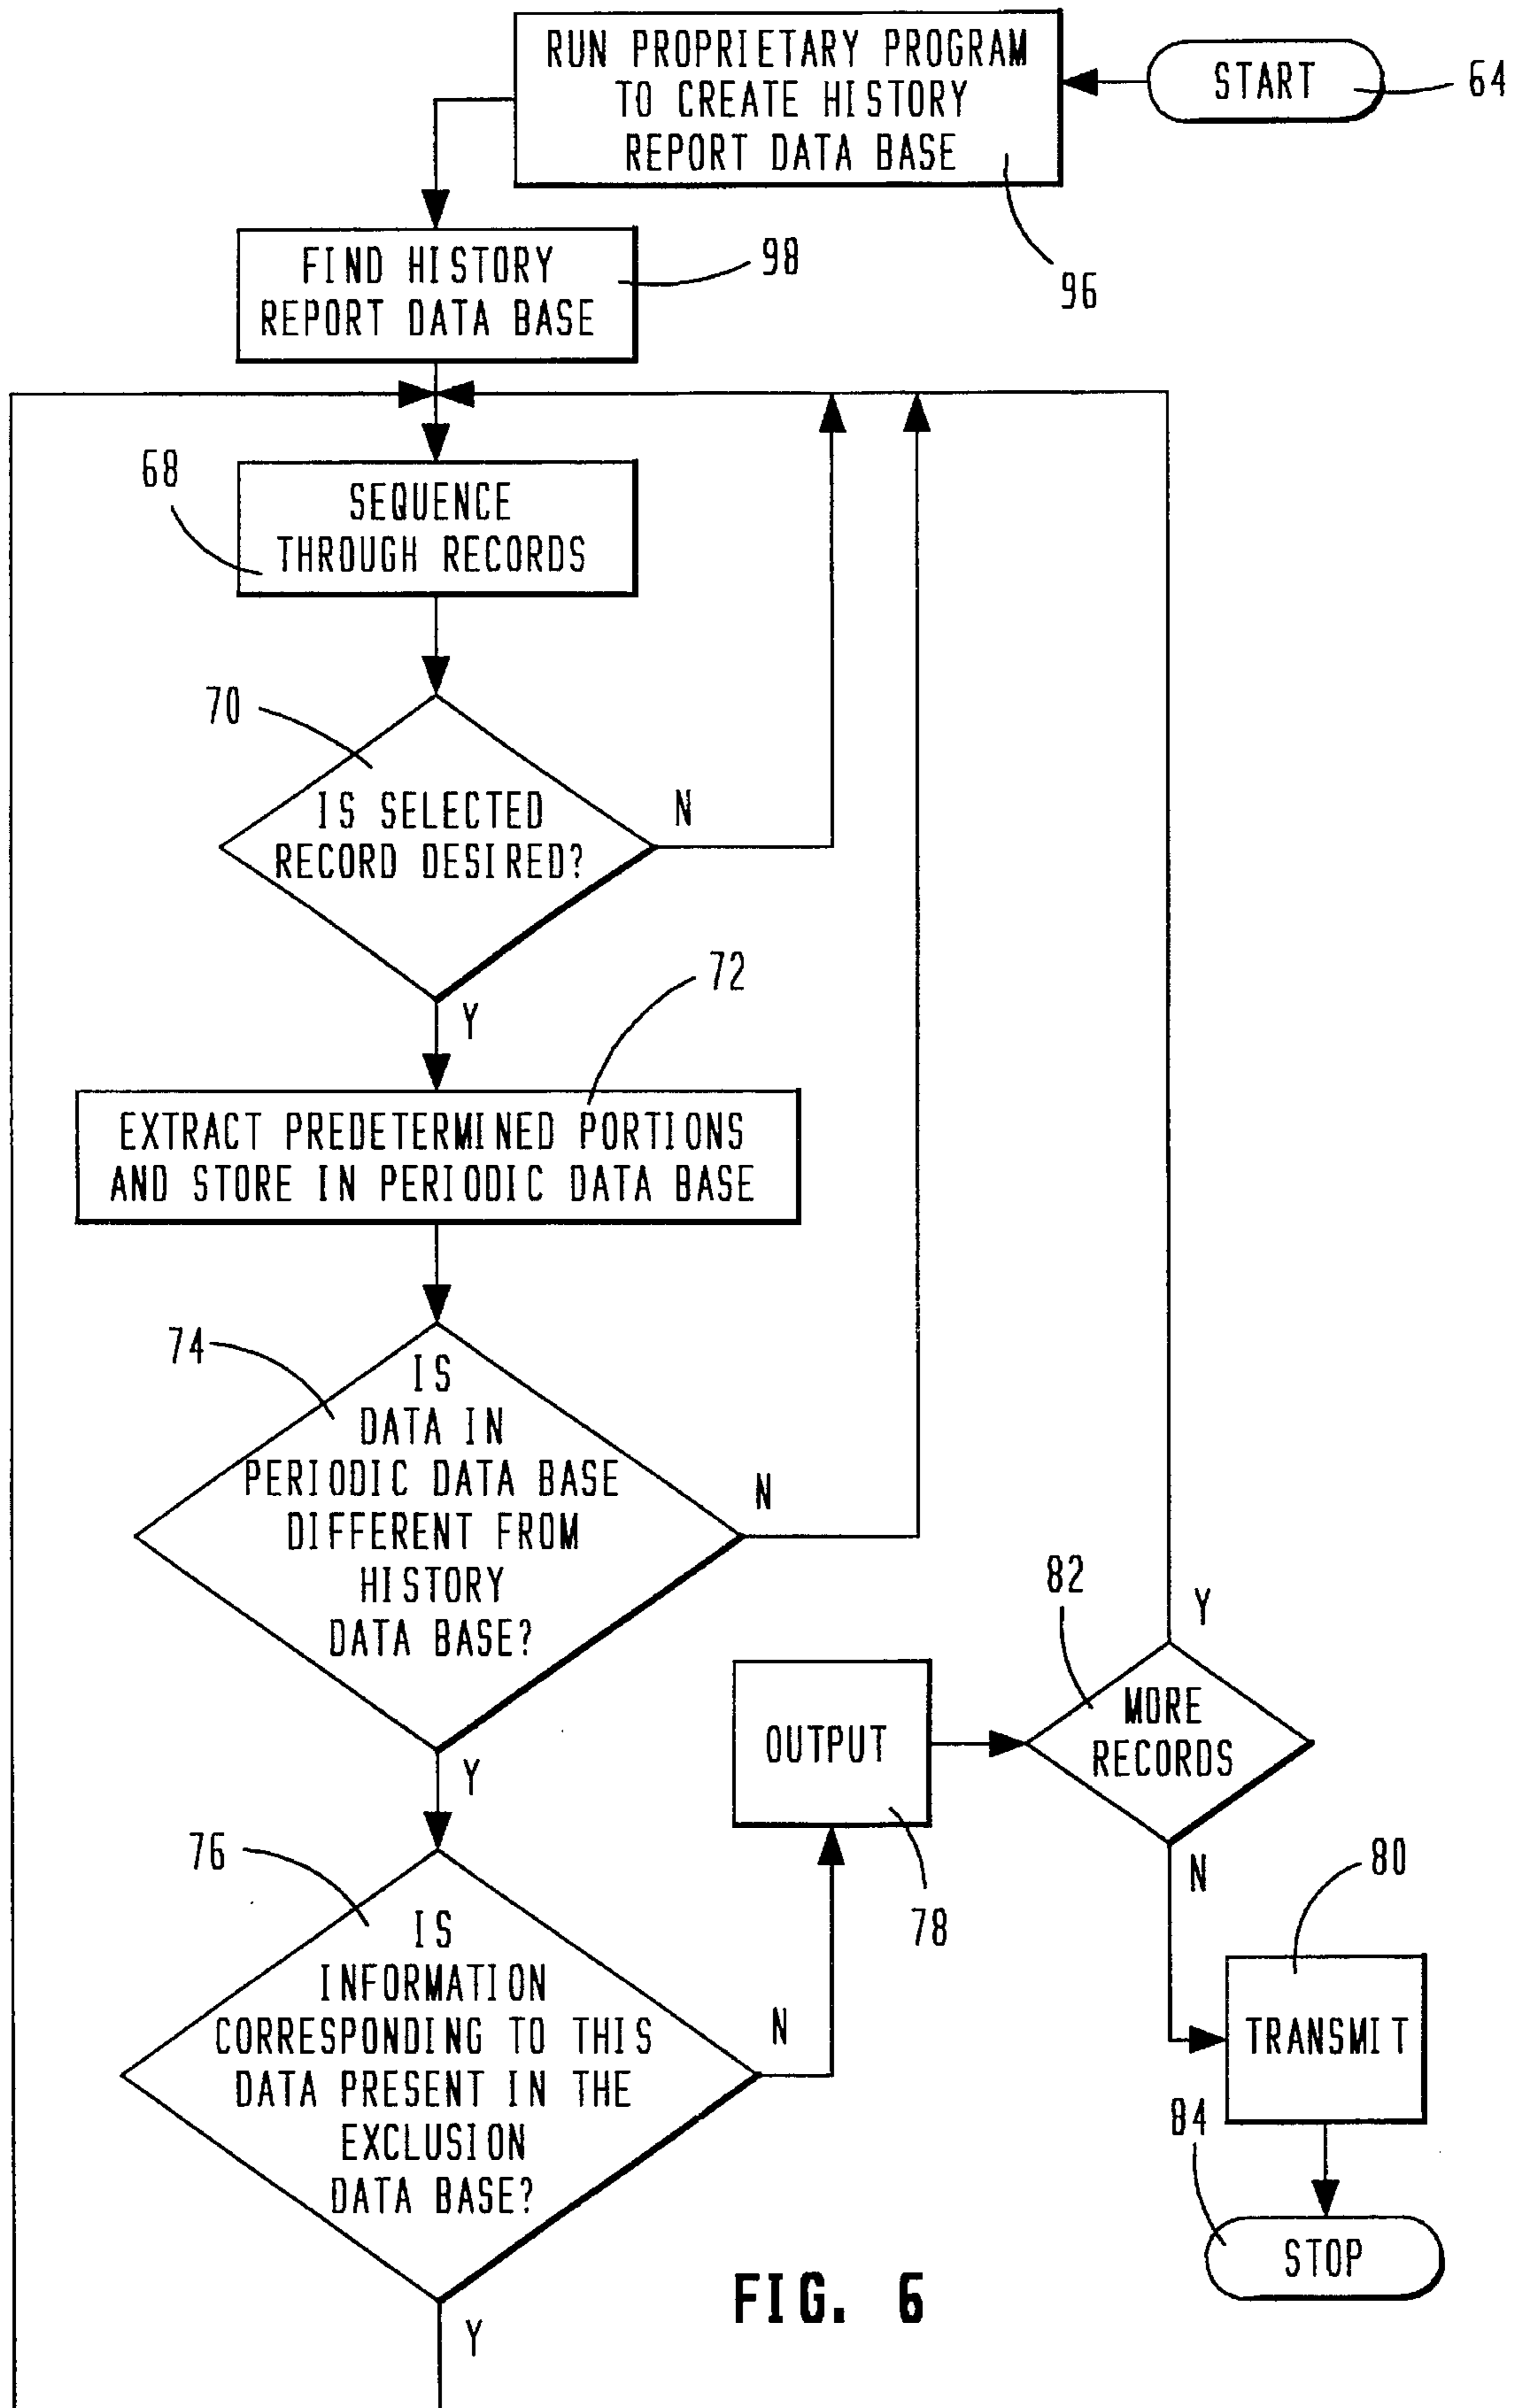 RUN PROPRIETARY PROGRAM
TO CREATE HISTORY
REPORT DATA BASE
START
64
96
FIND HISTORY
REPORT DATA BASE
98
68
SEQUENCE
THROUGH RECORDS
70
IS SELECTED
RECORD DESIRED?
N
Y
72
EXTRACT PREDETERMINED PORTIONS
AND STORE IN PERIODIC DATA BASE
74
IS
DATA IN
PERIODIC DATA BASE
DIFFERENT FROM
HISTORY
DATA BASE?
N
Y
76
IS
INFORMATION
CORRESPONDING TO THIS
DATA PRESENT IN THE
EXCLUSION
DATA BASE?
N
Y
OUTPUT
78
82
MORE
RECORDS
Y
N
80
TRANSMIT
84
STOP
FIG. 6